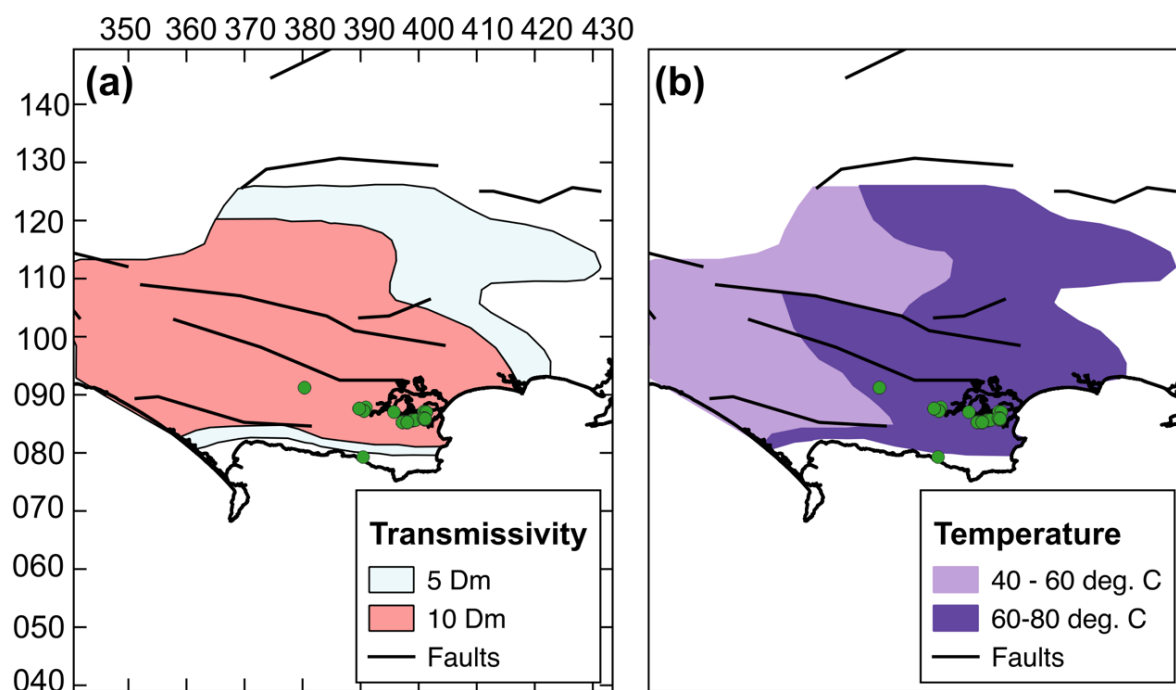 350 360 370 380 390 400 410 420 430
(a)
(b)
140
130
120
110
100
090
080
070
060
050
040
Transmissivity
5 Dm
10 Dm
Faults
Temperature
40 - 60 deg. C
60-80 deg. C
Faults